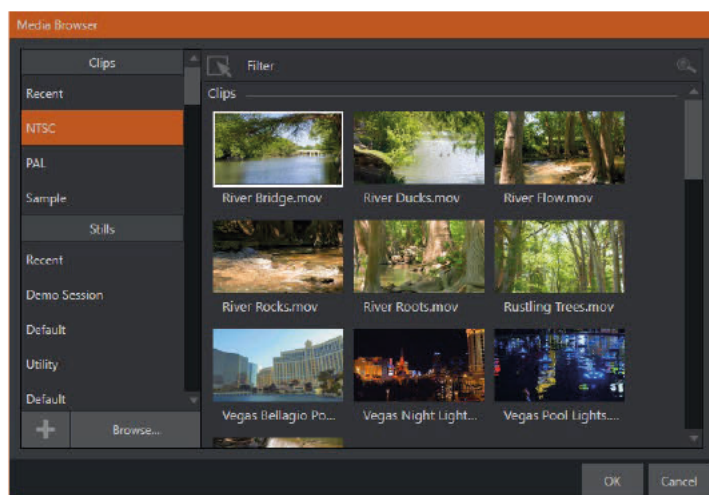 Media Browser
Clips
Recent
NTSC
PAL
Sample
Stills
Recent
Demo Session
Default
Utility
Default
Browse...
Filter
Clips
River Bridge.mov
River Ducks.mov
River Flow.mov
River Rocks.mov
River Roots.mov
Rustling Trees.mov
Vegas Bellagio Po...
Vegas Night Light...
Vegas Pool Lights....
OK
Cancel